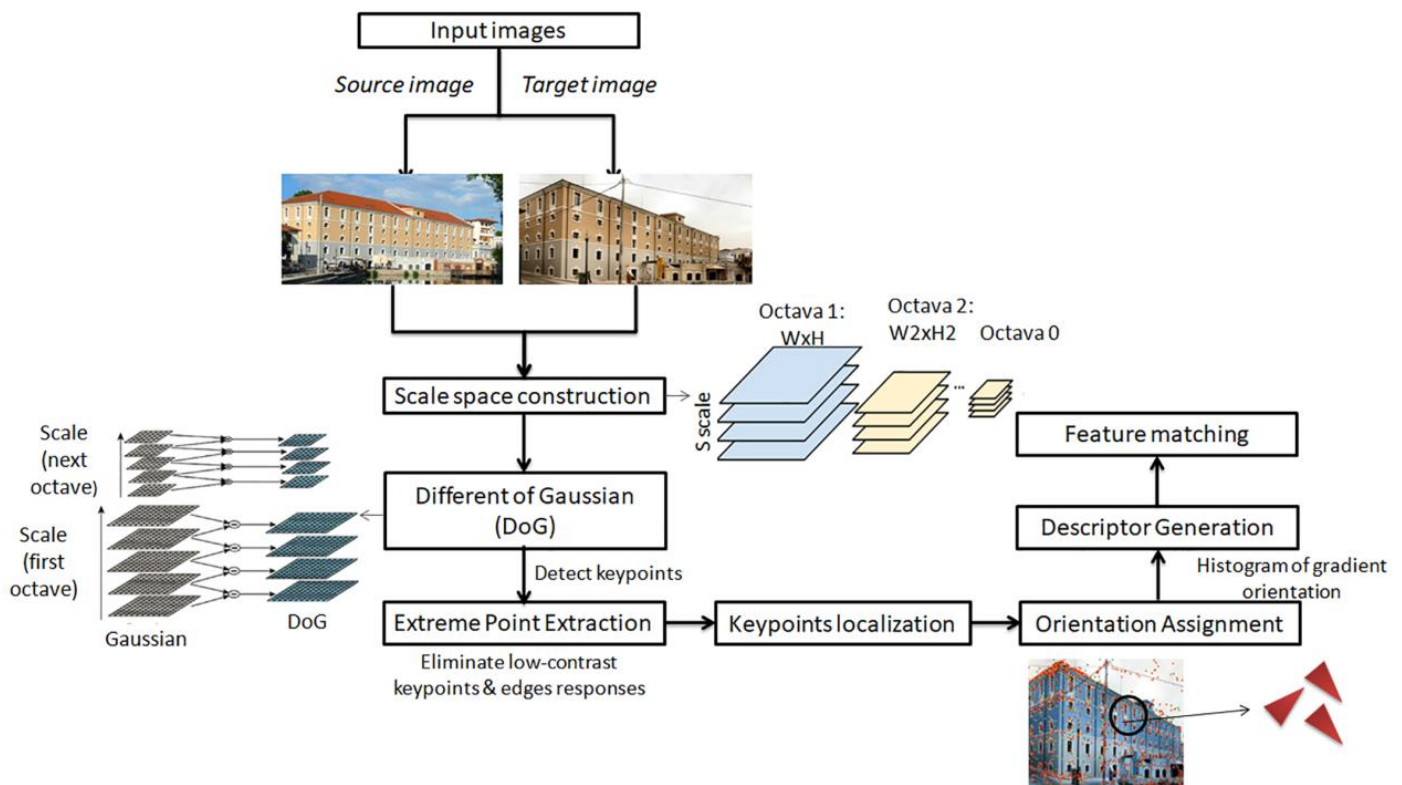 Input images
Source image
Target image
Octava 1:
WxH
Octava 2:
W2xH2
Octava 0
...
S scale
Scale space construction
Scale
(next
octave)
Different of Gaussian
(DoG)
Scale
(first
octave)
Gaussian
DoG
Detect keypoints
Extreme Point Extraction
Eliminate low-contrast
keypoints & edges responses
Keypoints localization
Orientation Assignment
Histogram of gradient
orientation
Descriptor Generation
Feature matching